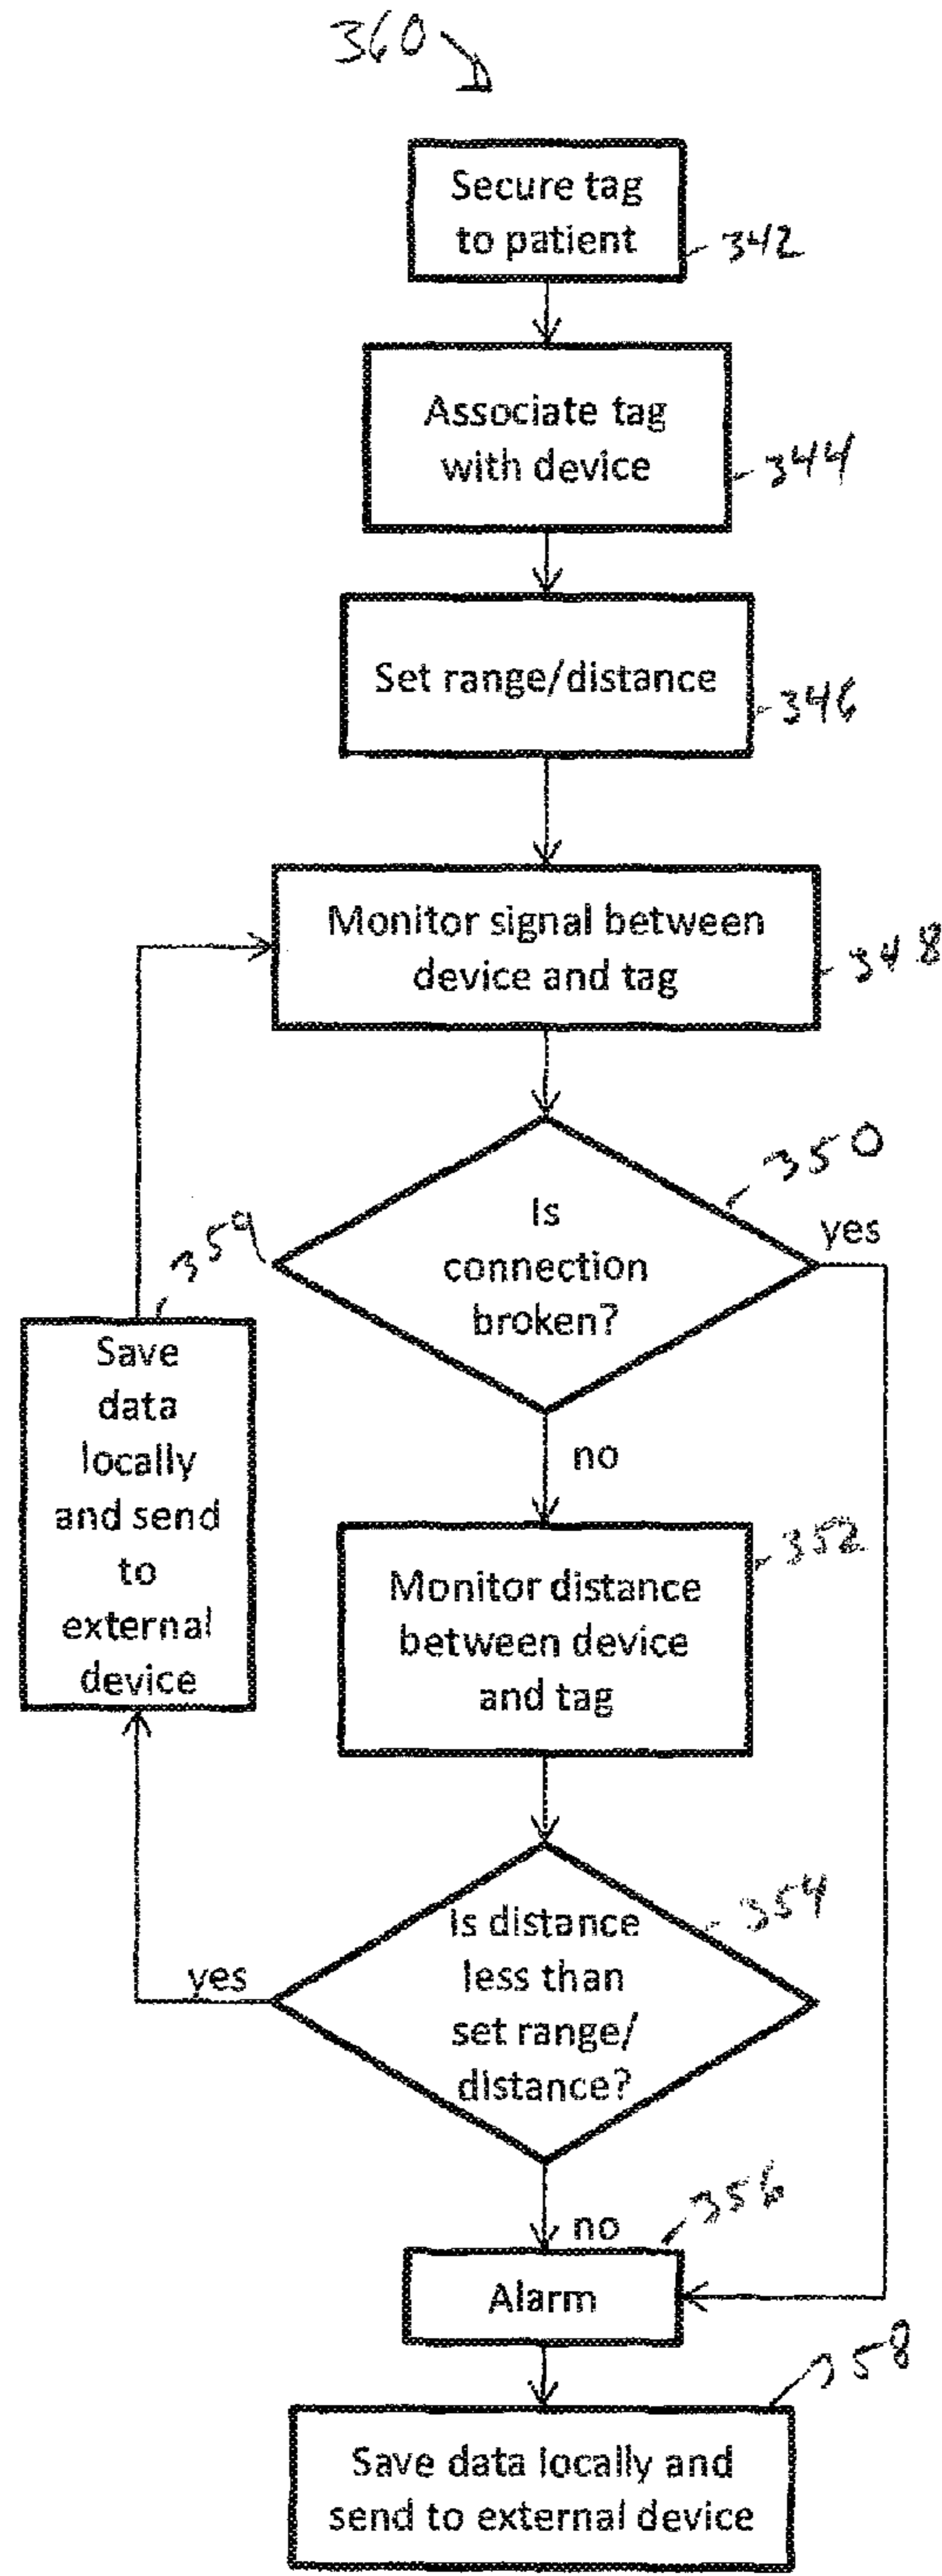 360
Secure tag
to patient
342
Associate tag
with device
344
Set range/distance
346
Monitor signal between
device and tag
348
350
Is
connection
broken?
yes
359
Save
data
locally
and send
to
external
device
no
352
Monitor distance
between device
and tag
354
Is distance
less than
set range/
distance?
yes
no
356
Alarm
358
Save data locally and
send to external device